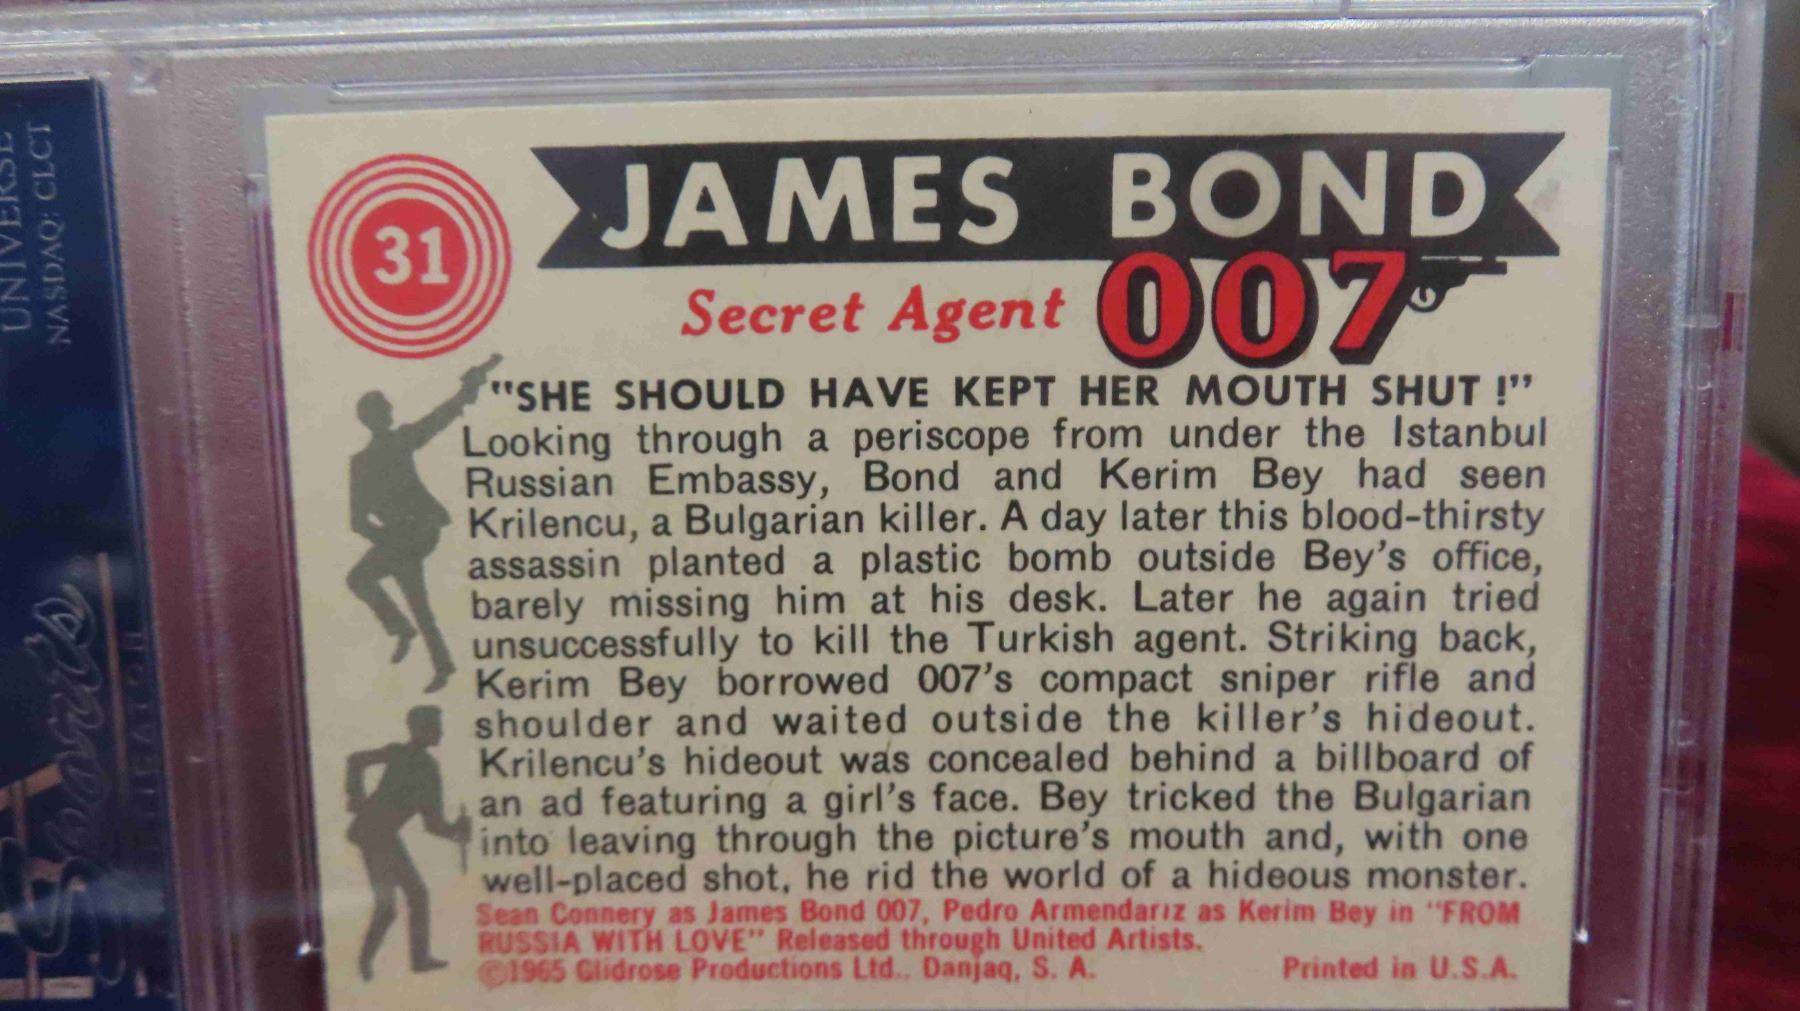 UNIVERSE
NASDAQ: CLCT
31
JAMES BOND
Secret Agent 007
"SHE SHOULD HAVE KEPT HER MOUTH SHUT!"
Looking through a periscope from under the Istanbul
Russian Embassy, Bond and Kerim Bey had seen
Krilencu, a Bulgarian killer. A day later this blood-thirsty
assassin planted a plastic bomb outside Bey's office,
barely missing him at his desk. Later he again tried
unsuccessfully to kill the Turkish agent. Striking back,
Kerim Bey borrowed 007's compact sniper rifle and
shoulder and waited outside the killer's hideout.
Krilencu's hideout was concealed behind a billboard of
an ad featuring a girl's face. Bey tricked the Bulgarian
into leaving through the picture's mouth and, with one
well-placed shot, he rid the world of a hideous monster.
Sean Connery as James Bond 007, Pedro Armendariz as Kerim Bey in "FROM
RUSSIA WITH LOVE" Released through United Artists.
©1965 Glidrose Productions Ltd., Danjaq, S. A. Printed in U.S.A.